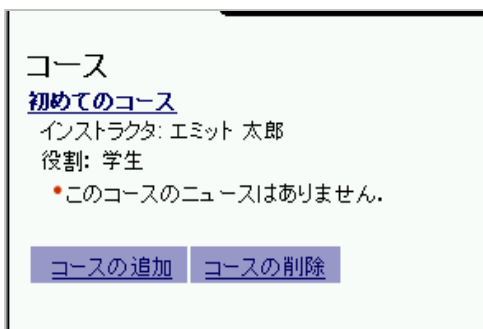 コース
初めてのコース
インストラクタ: エミット 太郎
役割: 学生
•このコースのニュースはありません.
コースの追加 コースの削除